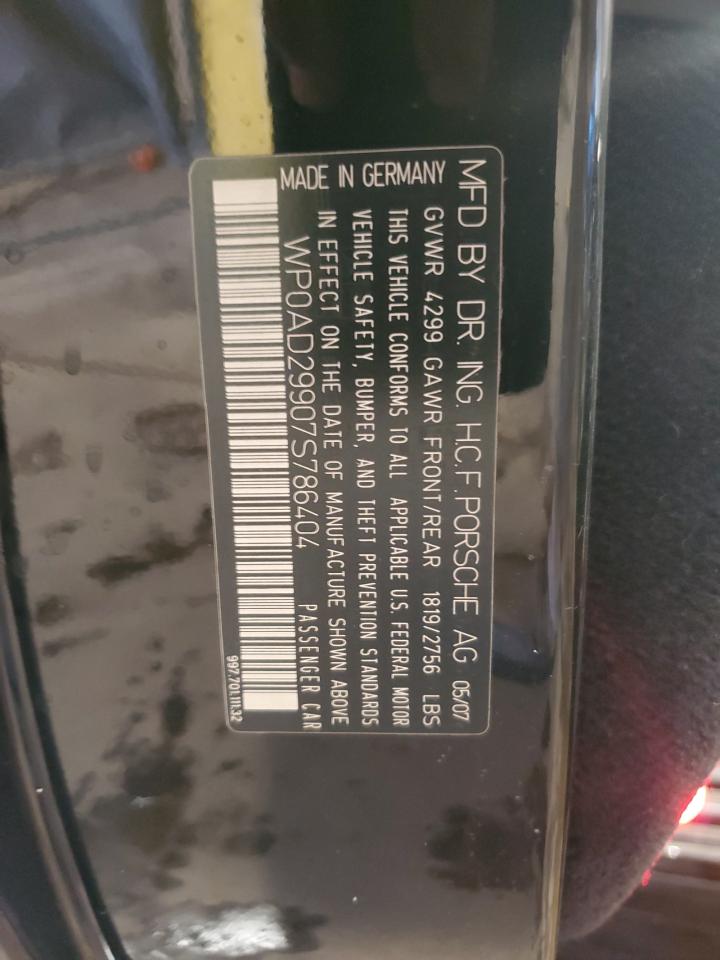 MFD BY DR. ING. H.C. F. PORSCHE AG 05/07
GVWR 4299 GAWR FRONT/REAR 1819/2756 LBS
THIS VEHICLE CONFORMS TO ALL APPLICABLE U.S. FEDERAL MOTOR
VEHICLE SAFETY, BUMPER, AND THEFT PREVENTION STANDARDS
IN EFFECT ON THE DATE OF MANUFACTURE SHOWN ABOVE
MADE IN GERMANY
WP0AD29907S786404 PASSENGER CAR
997.701.111.32